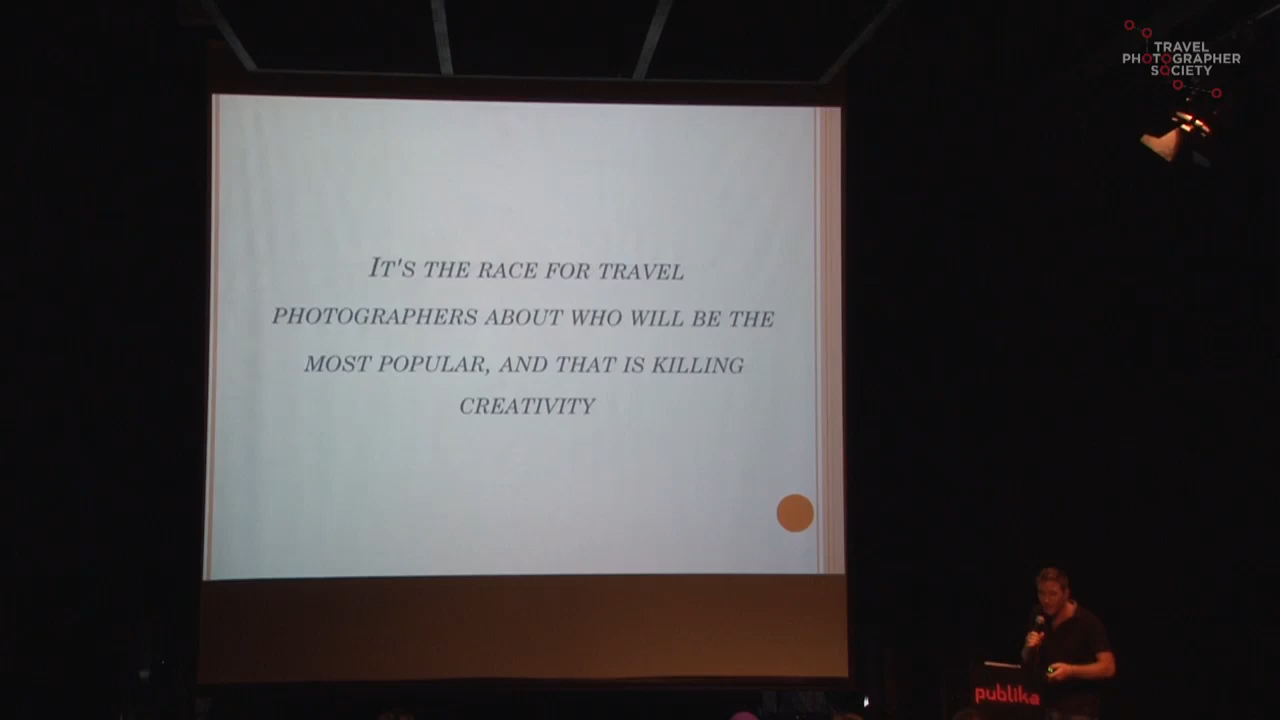 TRAVEL
PHOTOGRAPHER
SOCIETY
IT'S THE RACE FOR TRAVEL
PHOTOGRAPHERS ABOUT WHO WILL BE THE
MOST POPULAR, AND THAT IS KILLING
CREATIVITY
publika